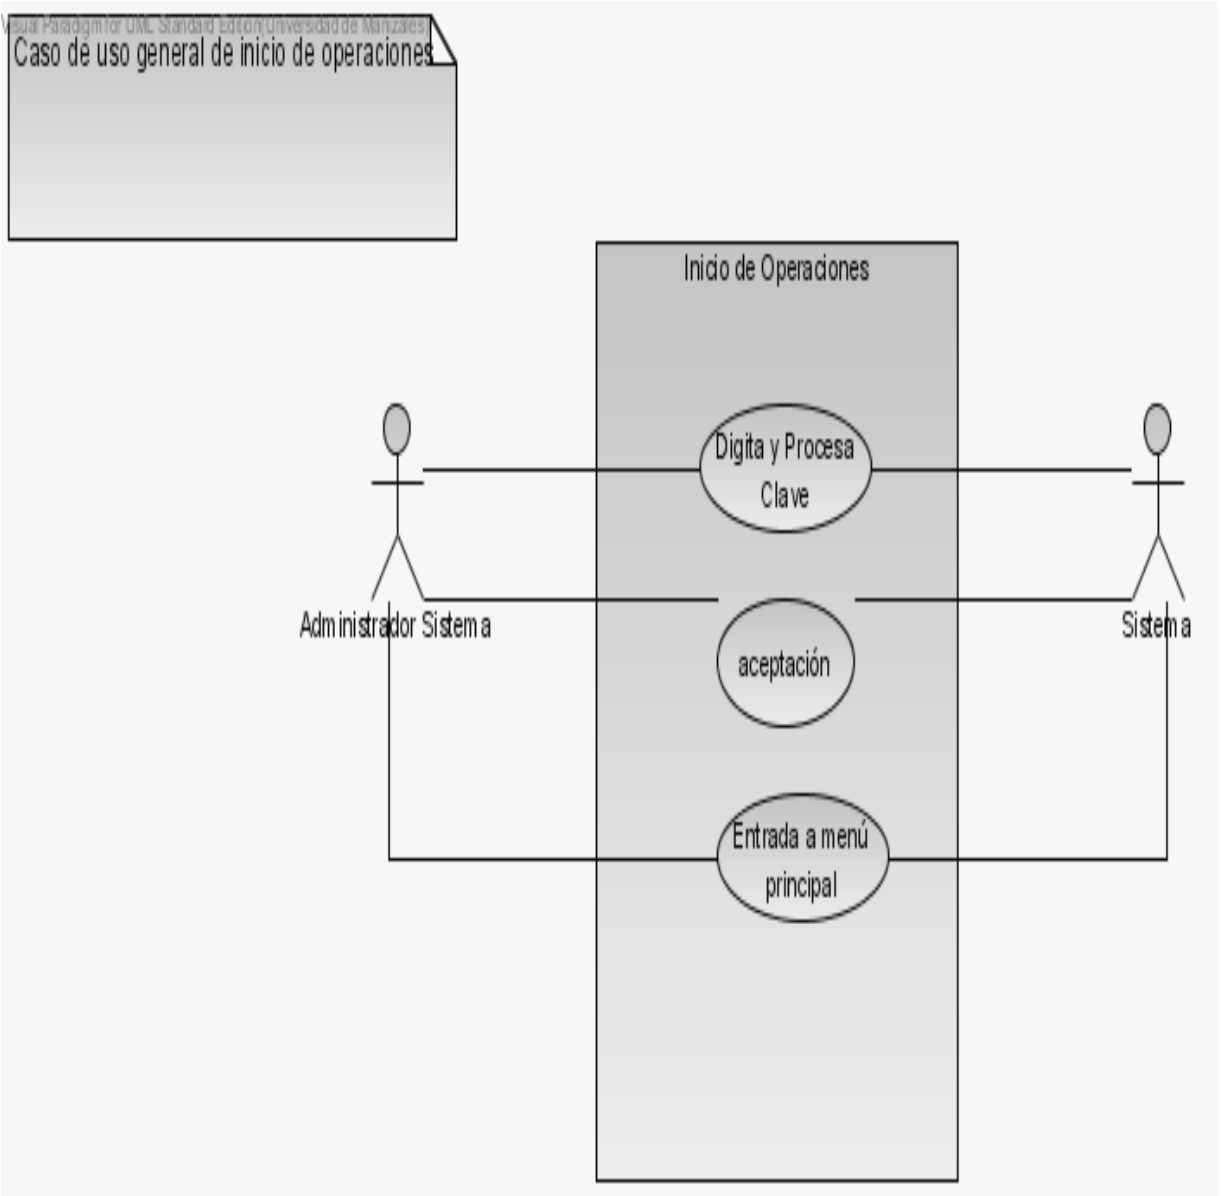 Visual Paradigm for UML Standard Edition(Universidad de Manizales)
Caso de uso general de inicio de operaciones
Inicio de Operaciones
Digita y Procesa
Clave
Administrador Sistema
Sistema
aceptación
Entrada a menú
principal